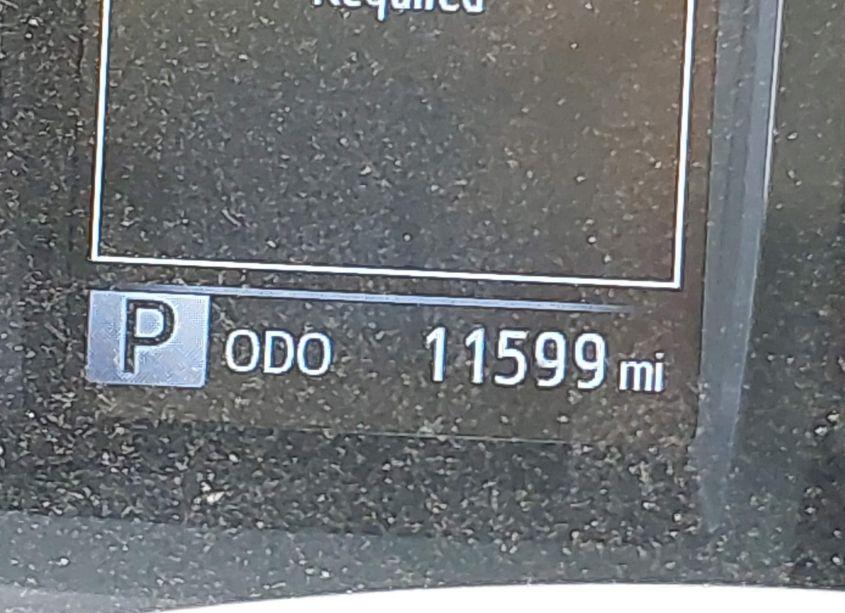 Required
P ODO 11599 mi